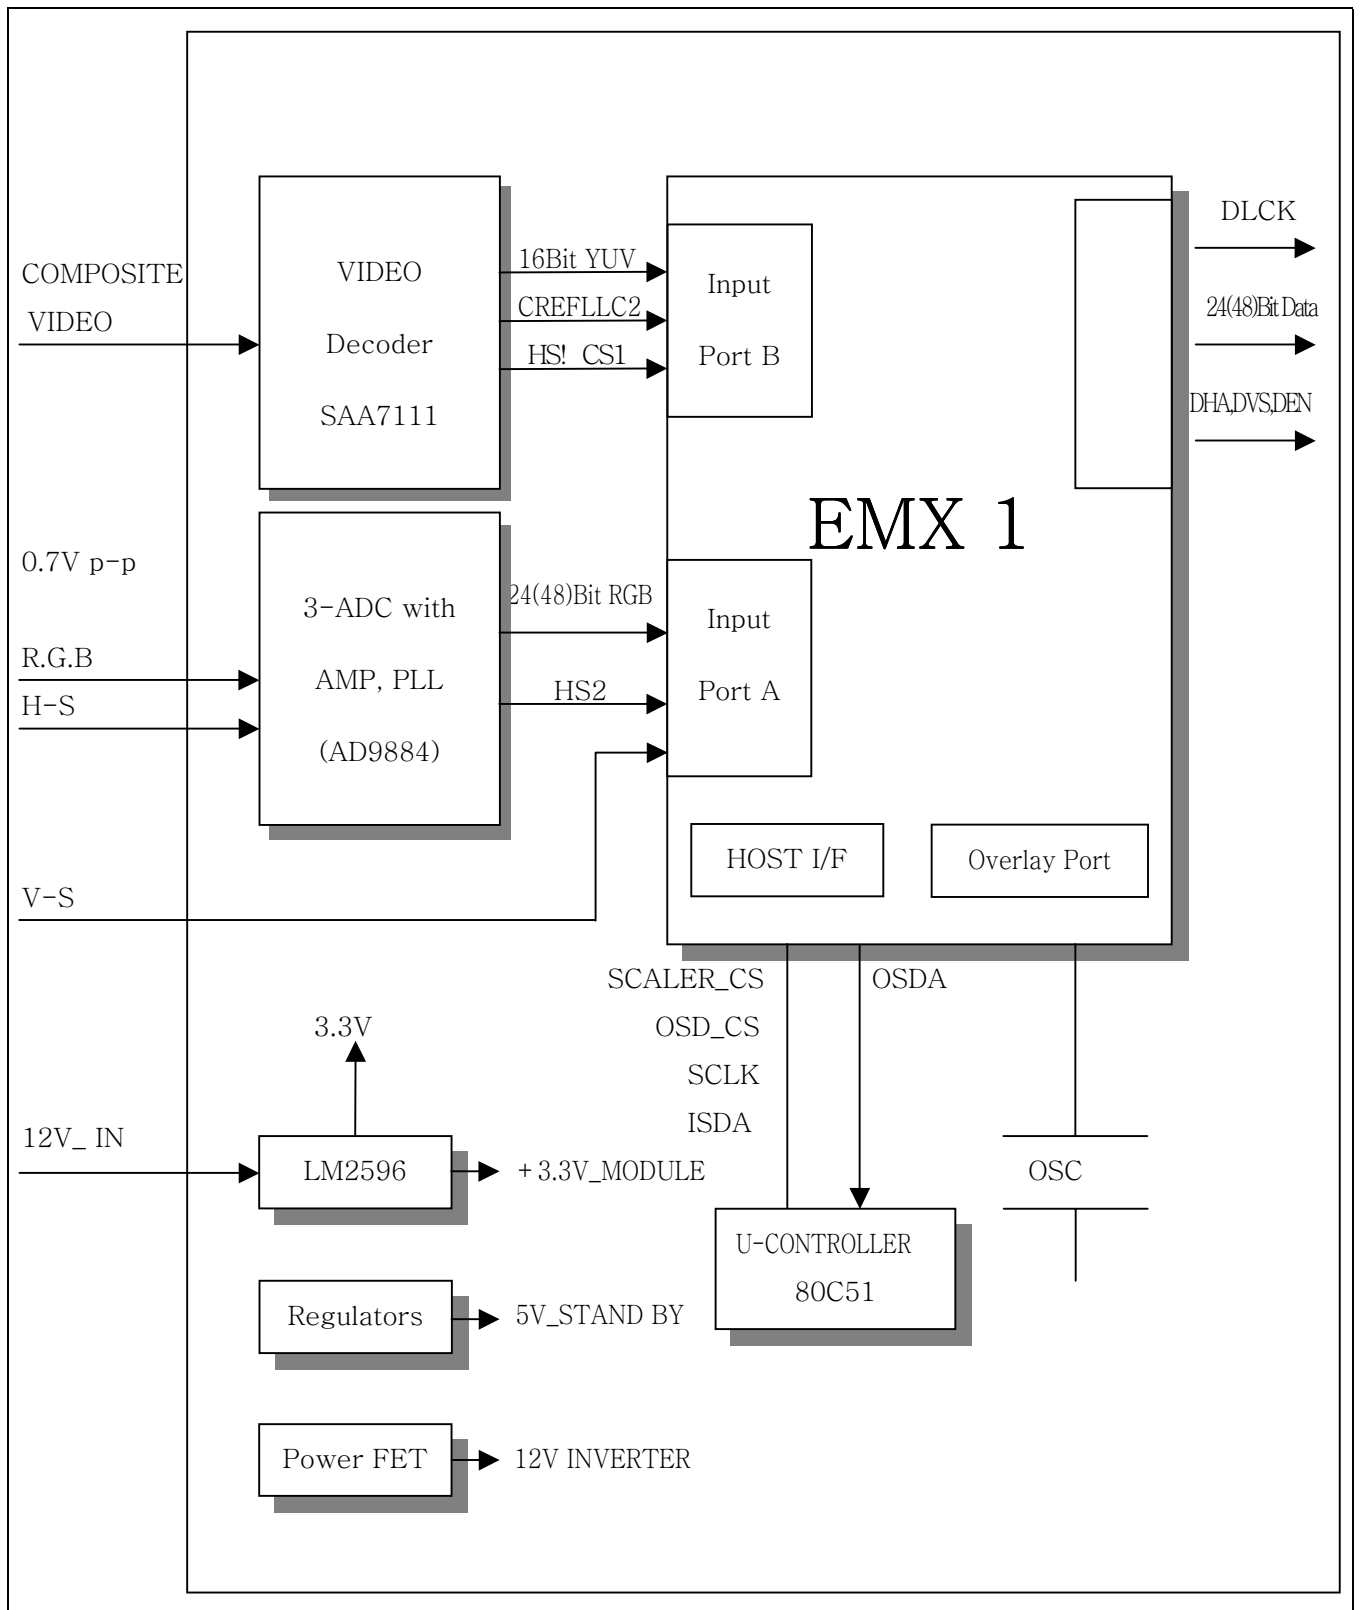 COMPOSITE
VIDEO
VIDEO
Decoder
SAA7111
16Bit YUV
CREFLLC2
HS! CS1
Input
Port B
DLCK
24(48)Bit Data
DHA,DVS,DEN
EMX 1
0.7V p-p
R.G.B
H-S
3-ADC with
AMP, PLL
(AD9884)
24(48)Bit RGB
HS2
Input
Port A
HOST I/F
Overlay Port
V-S
SCALER_CS
OSD_CS
SCLK
ISDA
OSDA
3.3V
12V_ IN
LM2596
+3.3V_MODULE
OSC
U-CONTROLLER
80C51
Regulators
5V_STAND BY
Power FET
12V INVERTER